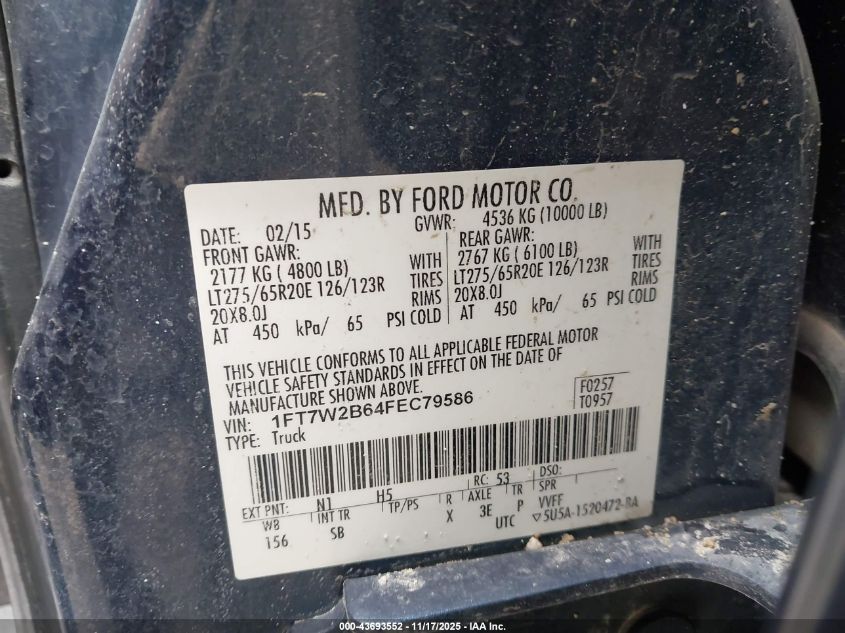 MFD. BY FORD MOTOR CO.
DATE: 02/15 GVWR: 4536 KG (10000 LB)
FRONT GAWR: REAR GAWR:
2177 KG ( 4800 LB) WITH 2767 KG ( 6100 LB) WITH
LT275/65R20E 126/123R TIRES LT275/65R20E 126/123R TIRES
20X8.0J RIMS 20X8.0J RIMS
AT 450 kPa/ 65 PSI COLD AT 450 kPa/ 65 PSI COLD
THIS VEHICLE CONFORMS TO ALL APPLICABLE FEDERAL MOTOR
VEHICLE SAFETY STANDARDS IN EFFECT ON THE DATE OF
MANUFACTURE SHOWN ABOVE.
VIN: 1FT7W2B64FEC79586 F0257
TYPE: Truck T0957
EXT PNT: N1 H5 RC: 53 DSO:
WB INT TR TP/PS R AXLE TR SPR
156 SB X 3E P VVFF
UTC ▽5U5A-1520472-BA
000-43693552 | 11/17/2025 - IAA Inc.